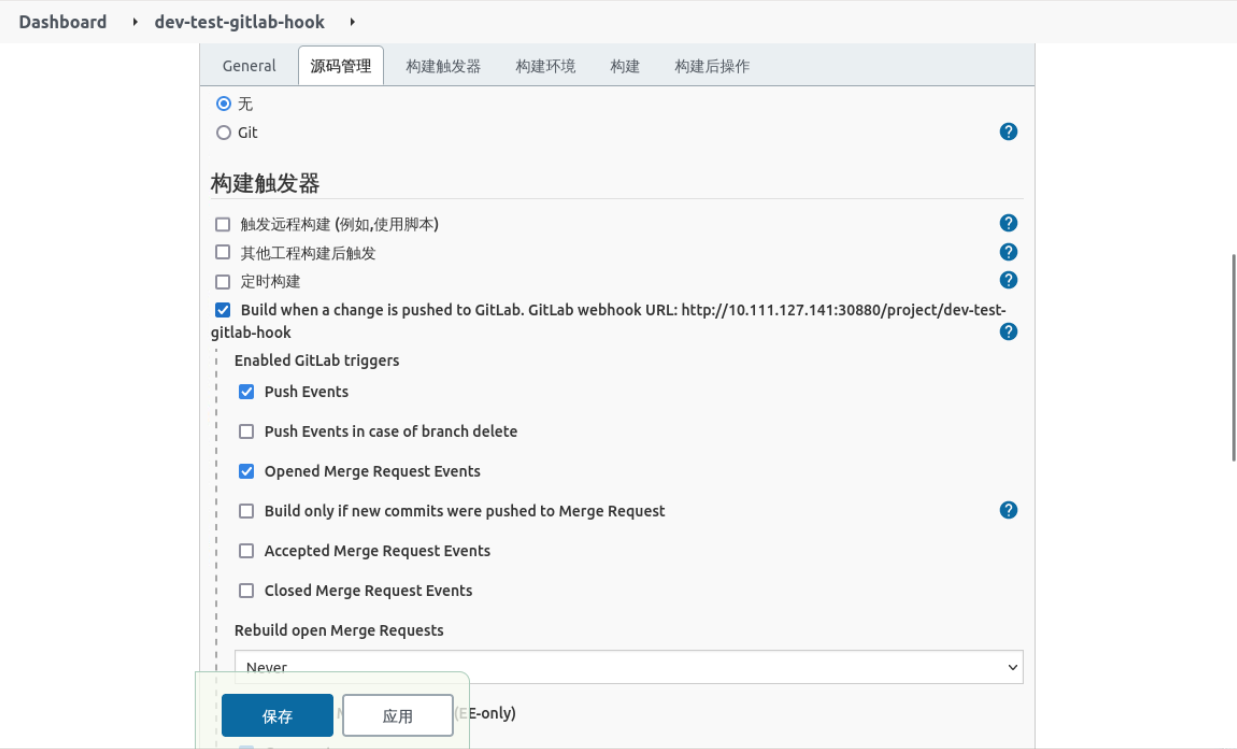 Dashboard dev-test-gitlab-hook
General 源码管理 构建触发器 构建环境 构建 构建后操作
无
Git
构建触发器
触发远程构建 (例如,使用脚本)
其他工程构建后触发
定时构建
Build when a change is pushed to GitLab. GitLab webhook URL: http://10.111.127.141:30880/project/dev-test-
gitlab-hook
Enabled GitLab triggers
Push Events
Push Events in case of branch delete
Opened Merge Request Events
Build only if new commits were pushed to Merge Request
Accepted Merge Request Events
Closed Merge Request Events
Rebuild open Merge Requests
Never
保存 应用 (EE-only)